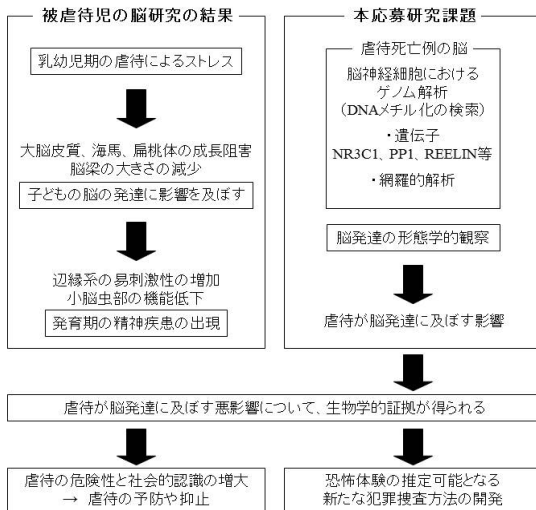 被虐待児の脳研究の結果
乳幼児期の虐待によるストレス
大脳皮質、海馬、扁桃体の成長阻害
脳梁の大きさの減少
子どもの脳の発達に影響を及ぼす
辺縁系の易刺激性の増加
小脳虫部の機能低下
発育期の精神疾患の出現
本応募研究課題
虐待死亡例の脳
脳神経細胞における
ゲノム解析
（DNAメチル化の検索）
・遺伝子
NR3C1、PP1、REELIN等
・網羅的解析
脳発達の形態学的観察
虐待が脳発達に及ぼす影響
虐待が脳発達に及ぼす悪影響について、生物学的証拠が得られる
虐待の危険性と社会的認識の増大
→ 虐待の予防や抑止
恐怖体験の推定可能となる
新たな犯罪捜査方法の開発